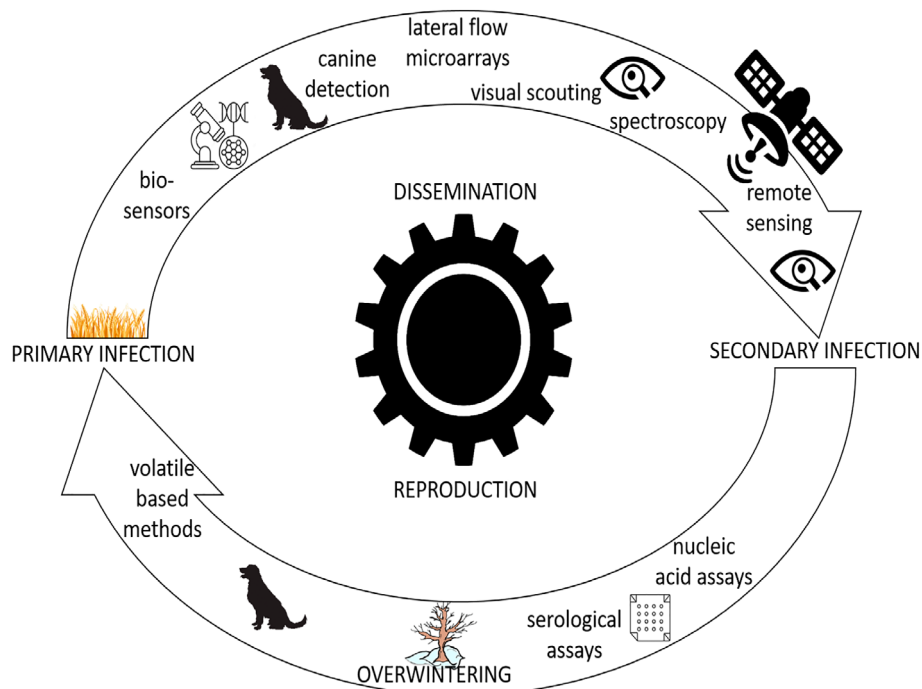 lateral flow
microarrays
canine
detection
visual scouting
spectroscopy
bio-
sensors
remote
sensing
DISSEMINATION
PRIMARY INFECTION
SECONDARY INFECTION
REPRODUCTION
volatile
based
methods
nucleic
acid assays
serological
assays
OVERWINTERING